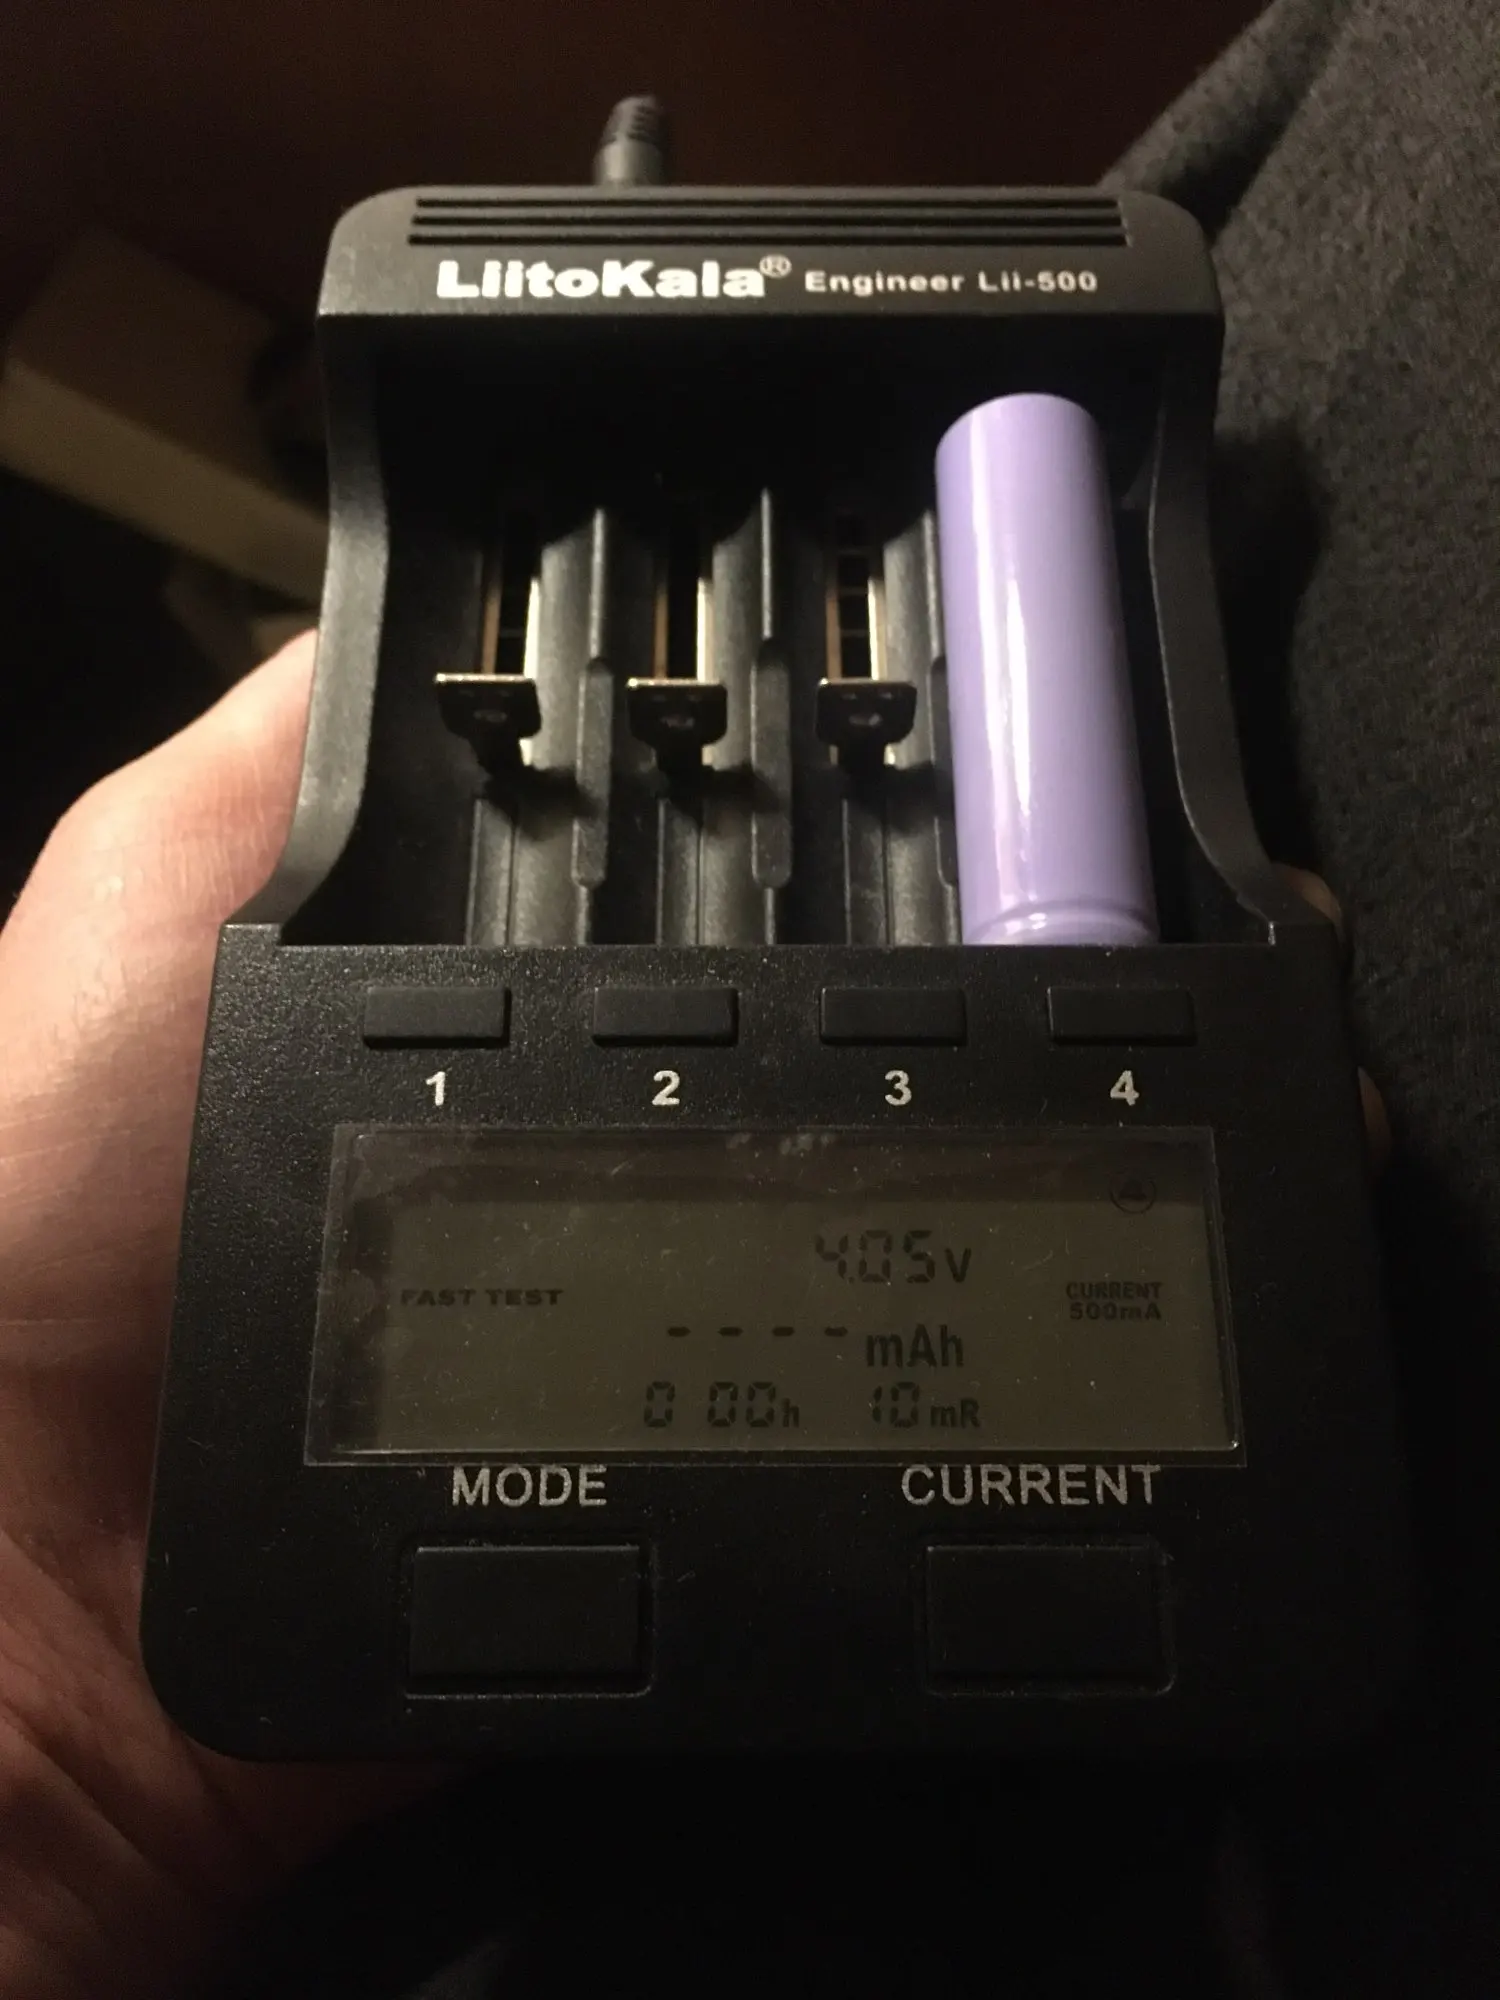 LiitoKala® Engineer Lii-500
1 2 3 4
4.05V
FAST TEST
CURRENT
500mA
---- mAh
0 00h 10mR
MODE CURRENT